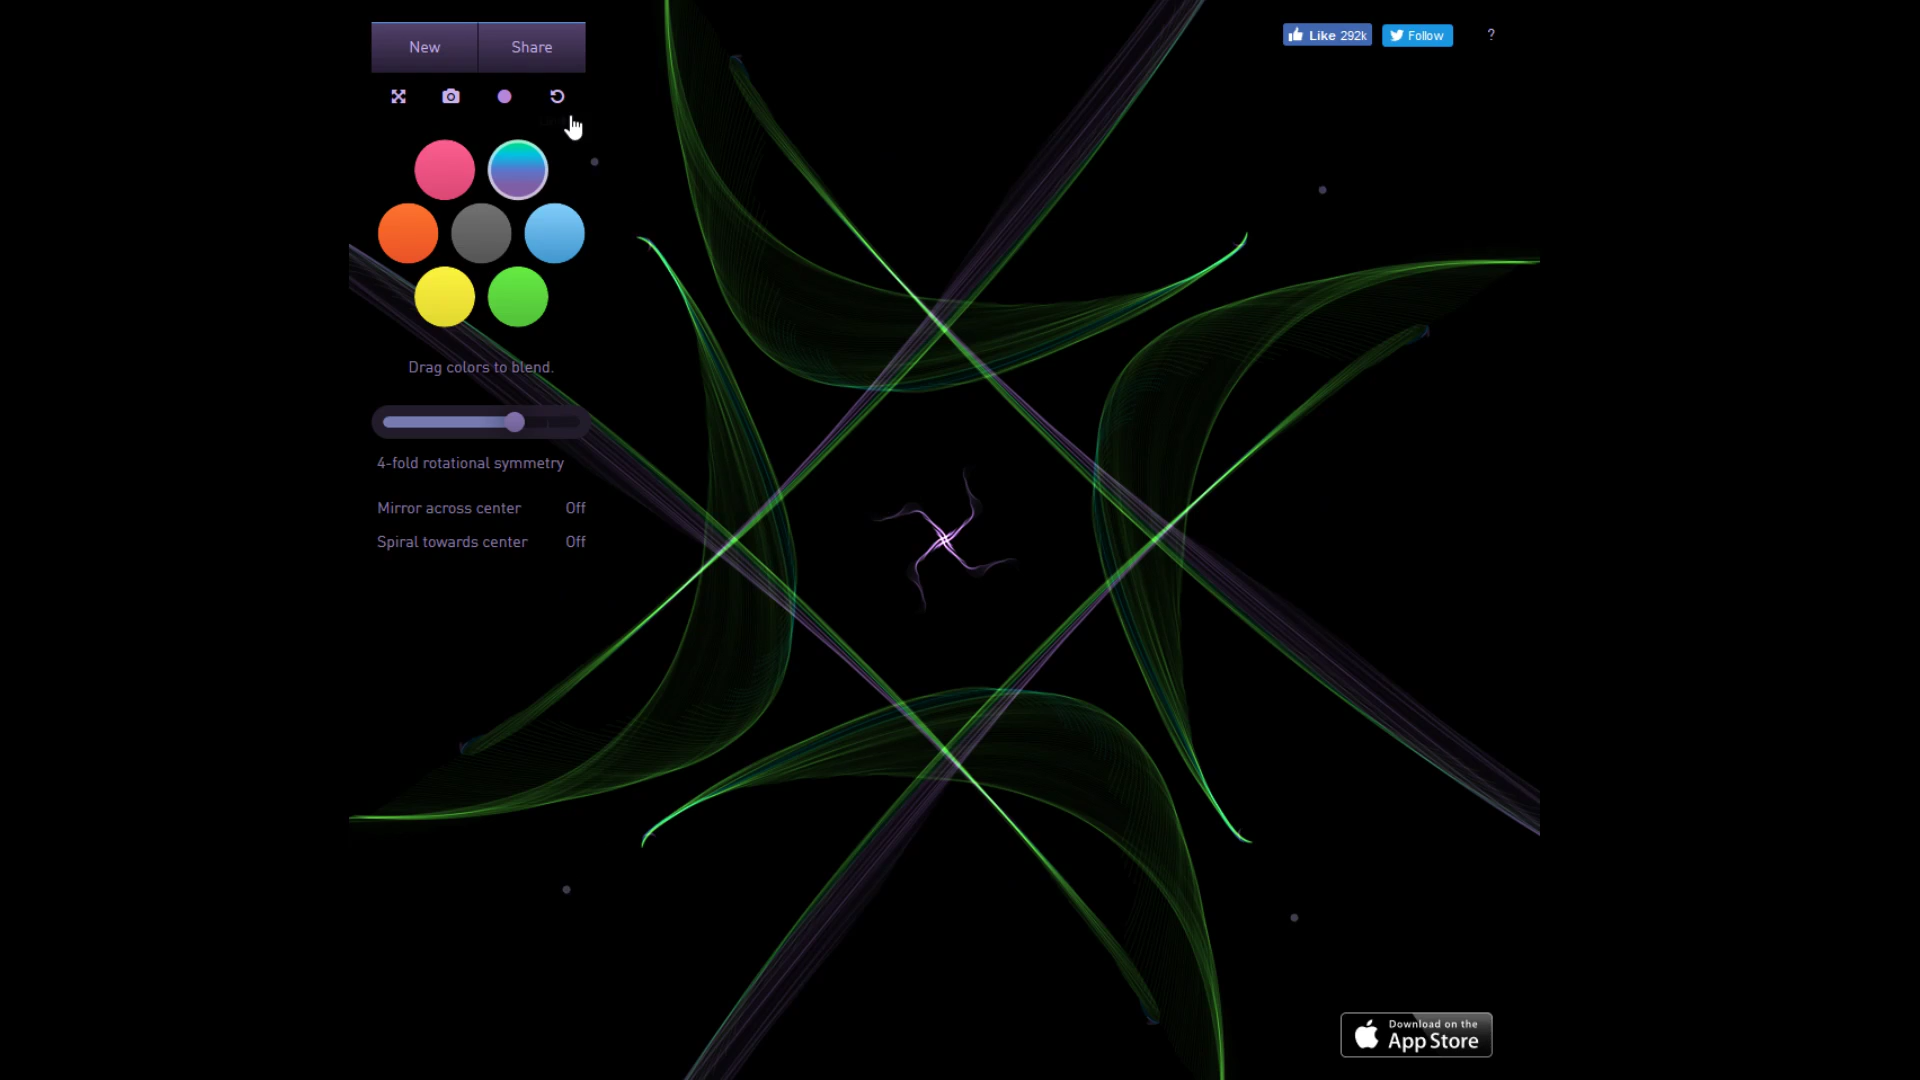 New Share
Like 292k Follow ?
Drag colors to blend.
4-fold rotational symmetry
Mirror across center Off
Spiral towards center Off
Download on the
App Store